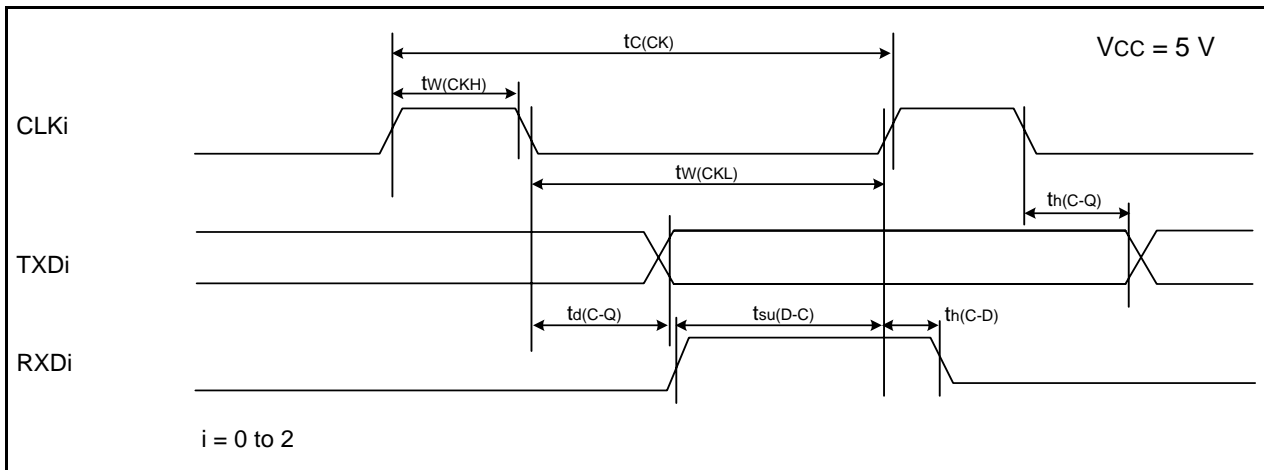 tC(CK)
VCC = 5 V
tW(CKH)
CLKi
tW(CKL)
th(C-Q)
TXDi
td(C-Q)
tsu(D-C)
th(C-D)
RXDi
i = 0 to 2